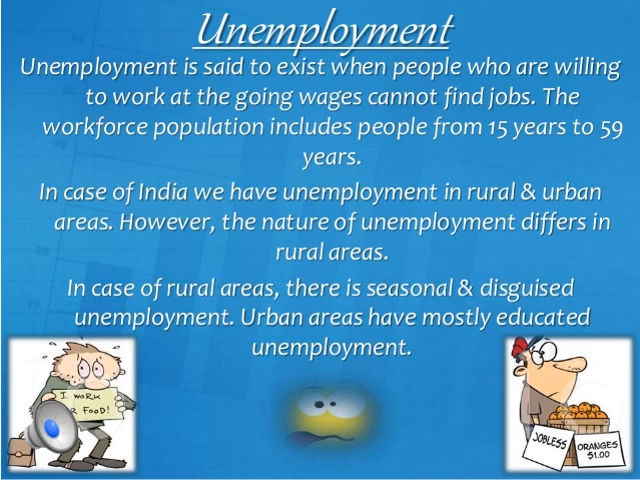 Unemployment
Unemployment is said to exist when people who are willing
to work at the going wages cannot find jobs. The
workforce population includes people from 15 years to 59
years.
In case of India we have unemployment in rural & urban
areas. However, the nature of unemployment differs in
rural areas.
In case of rural areas, there is seasonal & disguised
unemployment. Urban areas have mostly educated
unemployment.
I WORK
R FOOD!
JOBLESS
ORANGES
$1.00